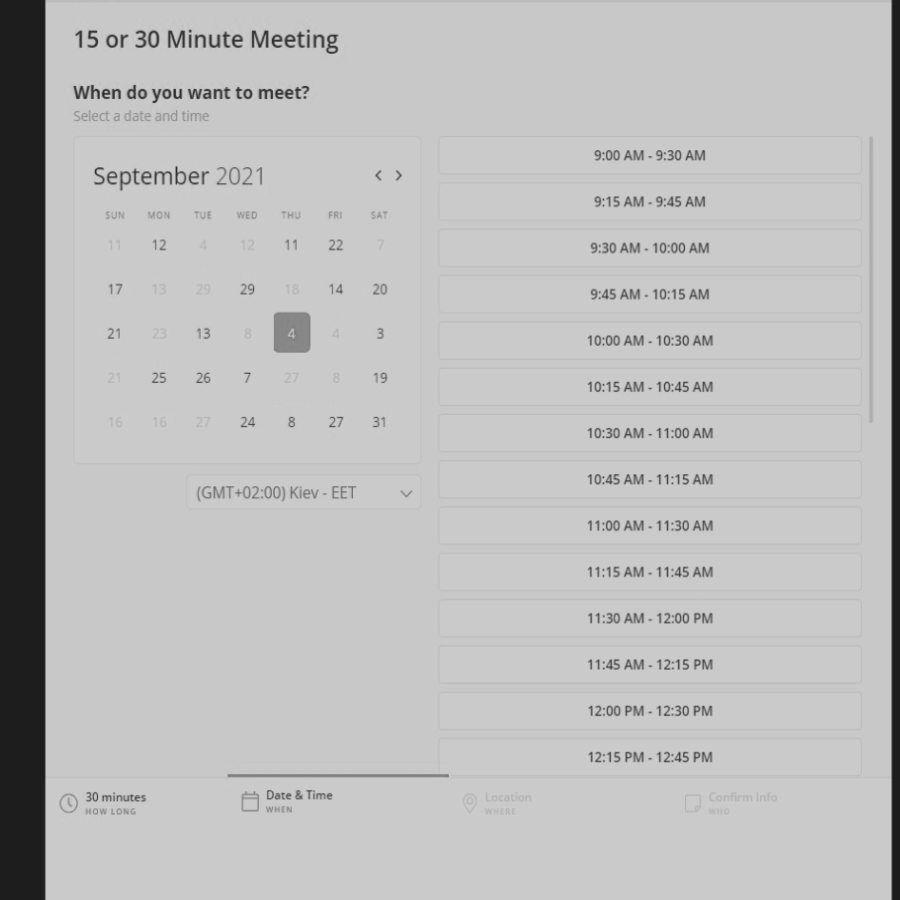 15 or 30 Minute Meeting
When do you want to meet?
Select a date and time
September 2021
SUN MON TUE WED THU FRI SAT
11 12 4 12 11 22 7
17 13 29 29 18 14 20
21 23 13 8 4 4 3
21 25 26 7 27 8 19
16 16 27 24 8 27 31
(GMT+02:00) Kiev - EET
9:00 AM - 9:30 AM
9:15 AM - 9:45 AM
9:30 AM - 10:00 AM
9:45 AM - 10:15 AM
10:00 AM - 10:30 AM
10:15 AM - 10:45 AM
10:30 AM - 11:00 AM
10:45 AM - 11:15 AM
11:00 AM - 11:30 AM
11:15 AM - 11:45 AM
11:30 AM - 12:00 PM
11:45 AM - 12:15 PM
12:00 PM - 12:30 PM
12:15 PM - 12:45 PM
30 minutes
HOW LONG
Date & Time
WHEN
Location
WHERE
Confirm Info
WHO